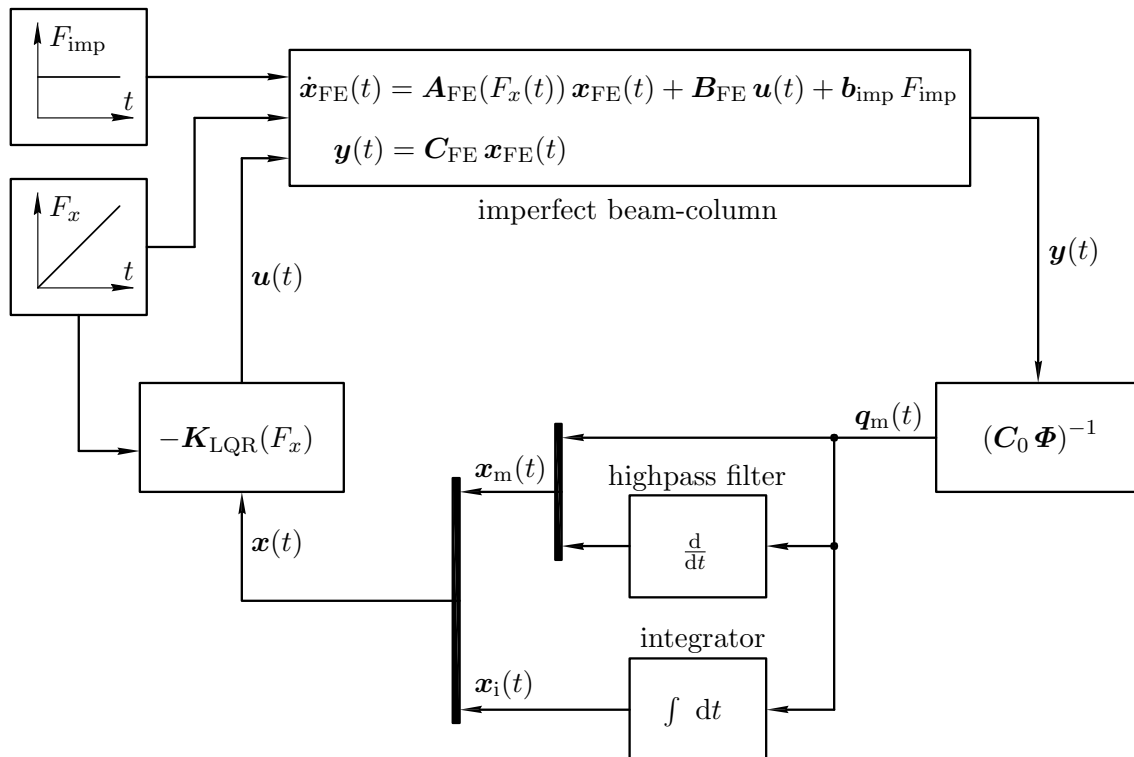 F_imp
t
ẋ_FE(t) = A_FE(F_x(t)) x_FE(t) + B_FE u(t) + b_imp F_imp
y(t) = C_FE x_FE(t)
imperfect beam-column
F_x
t
u(t)
y(t)
−K_LQR(F_x)
q_m(t)
(C_0 Φ)^−1
x_m(t)
highpass filter
d/dt
x(t)
integrator
x_i(t)
∫ dt